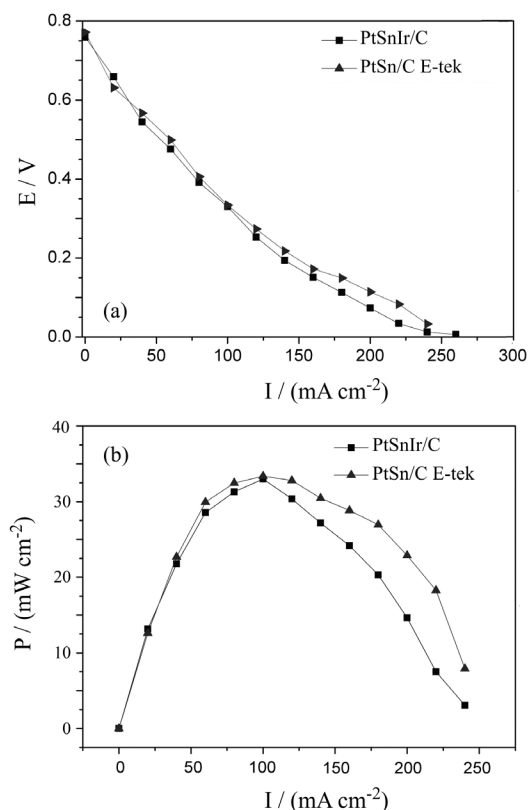 0.8
PtSnIr/C
PtSn/C E-tek
0.6
E / V
0.4
0.2
(a)
0.0
0 50 100 150 200 250 300
I / (mA cm⁻²)
40
(b)
PtSnIr/C
PtSn/C E-tek
30
P / (mW cm⁻²)
20
10
0
0 50 100 150 200 250
I / (mA cm⁻²)